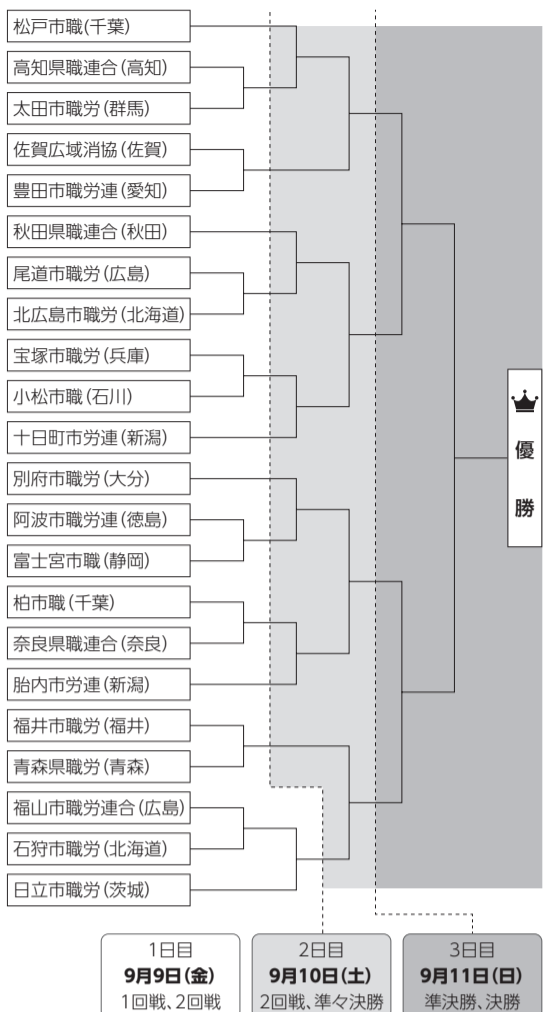 松戸市職(千葉)
高知県職連合(高知)
太田市職労(群馬)
佐賀広域消協(佐賀)
豊田市職労連(愛知)
秋田県職連合(秋田)
尾道市職労(広島)
北広島市職労(北海道)
宝塚市職労(兵庫)
小松市職(石川)
十日町市労連(新潟)
別府市職労(大分)
阿波市職労連(徳島)
富士宮市職(静岡)
柏市職(千葉)
奈良県職連合(奈良)
胎内市労連(新潟)
福井市職労(福井)
青森県職労(青森)
福山市職労連合(広島)
石狩市職労(北海道)
日立市職労(茨城)
優勝
1日目
9月9日(金)
1回戦、2回戦
2日目
9月10日(土)
2回戦、準々決勝
3日目
9月11日(日)
準決勝、決勝